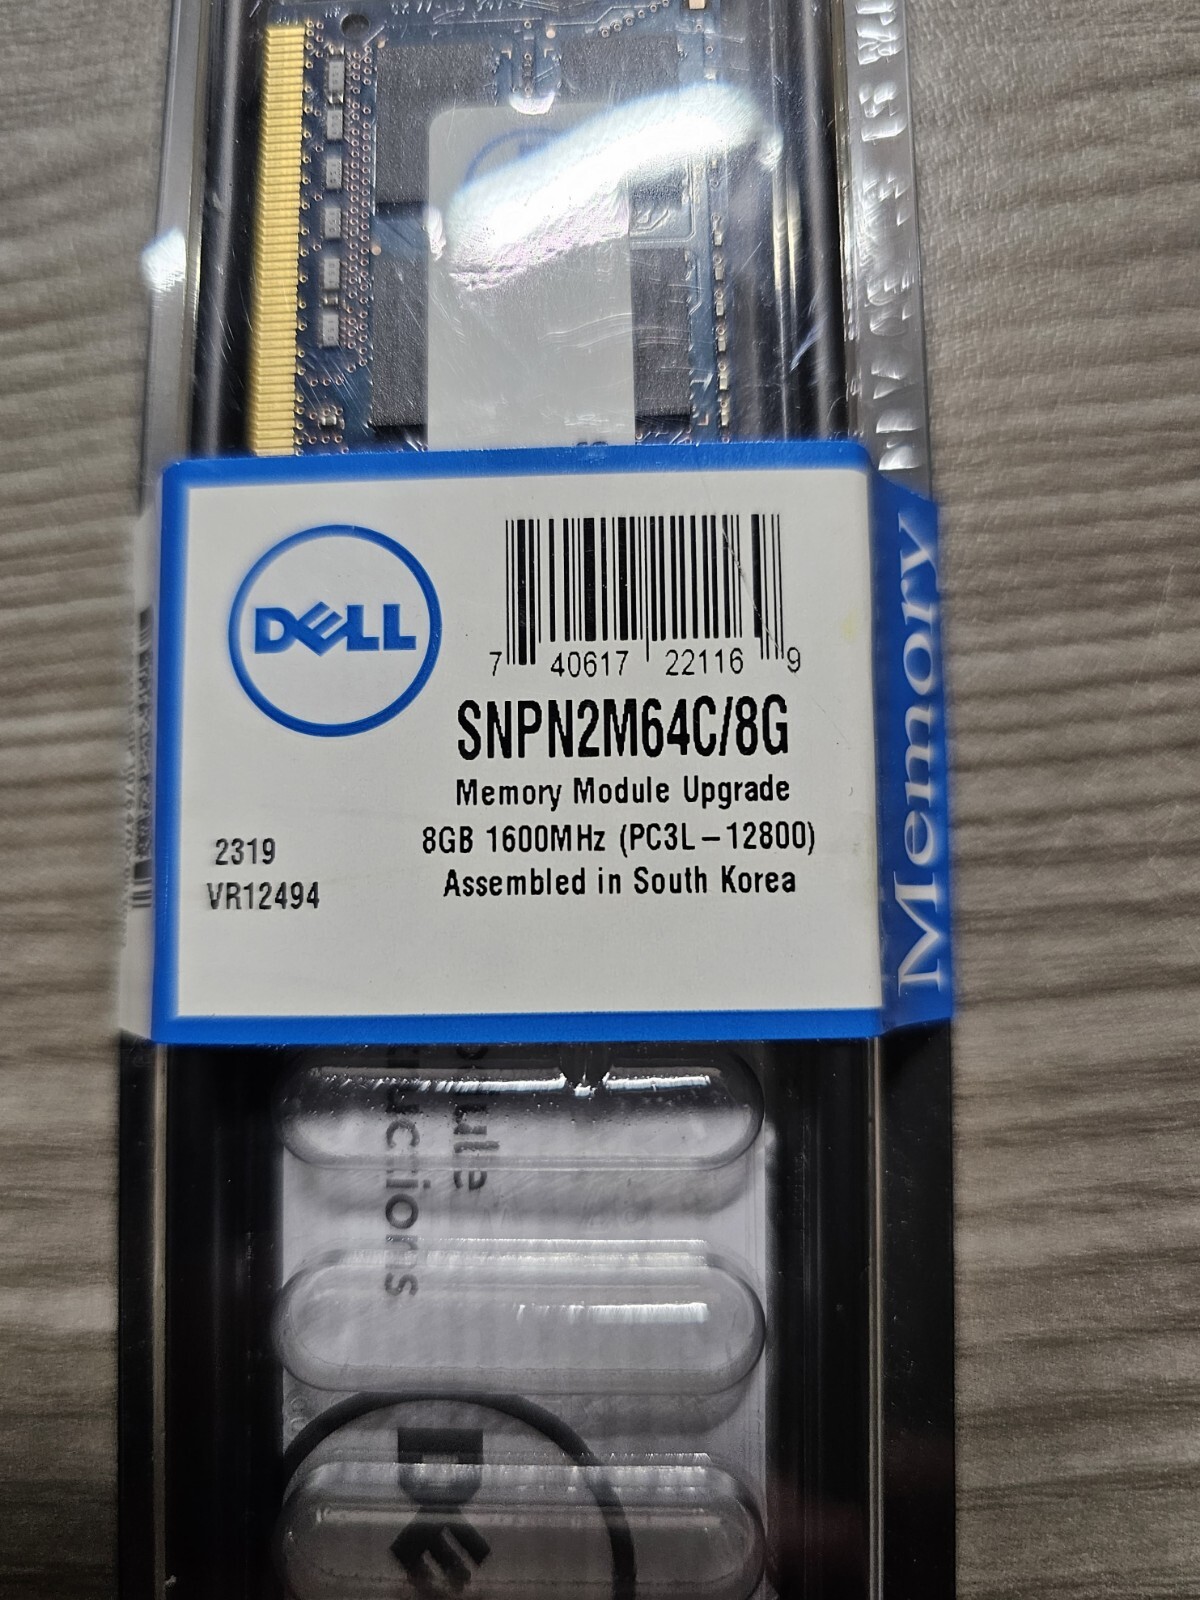 DELL
7 40617 22116 9
SNPN2M64C/8G
Memory Module Upgrade
8GB 1600MHz (PC3L-12800)
Assembled in South Korea
2319
VR12494
Memory